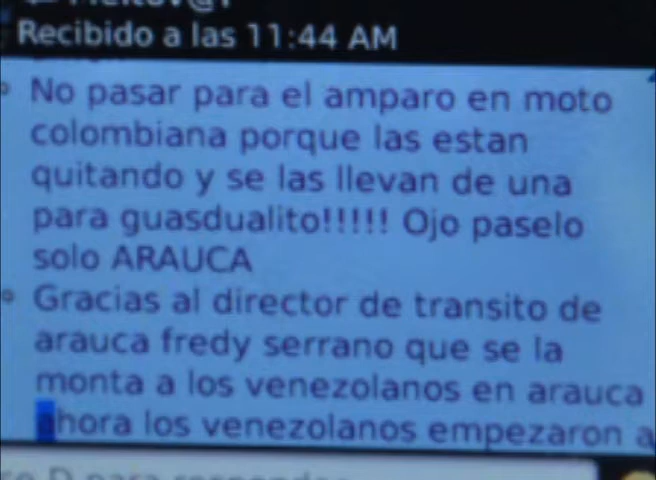 Recibido a las 11:44 AM
No pasar para el amparo en moto
colombiana porque las estan
quitando y se las llevan de una
para guasdualito!!!!! Ojo paselo
solo ARAUCA
Gracias al director de transito de
arauca fredy serrano que se la
monta a los venezolanos en arauca
ahora los venezolanos empezaron a